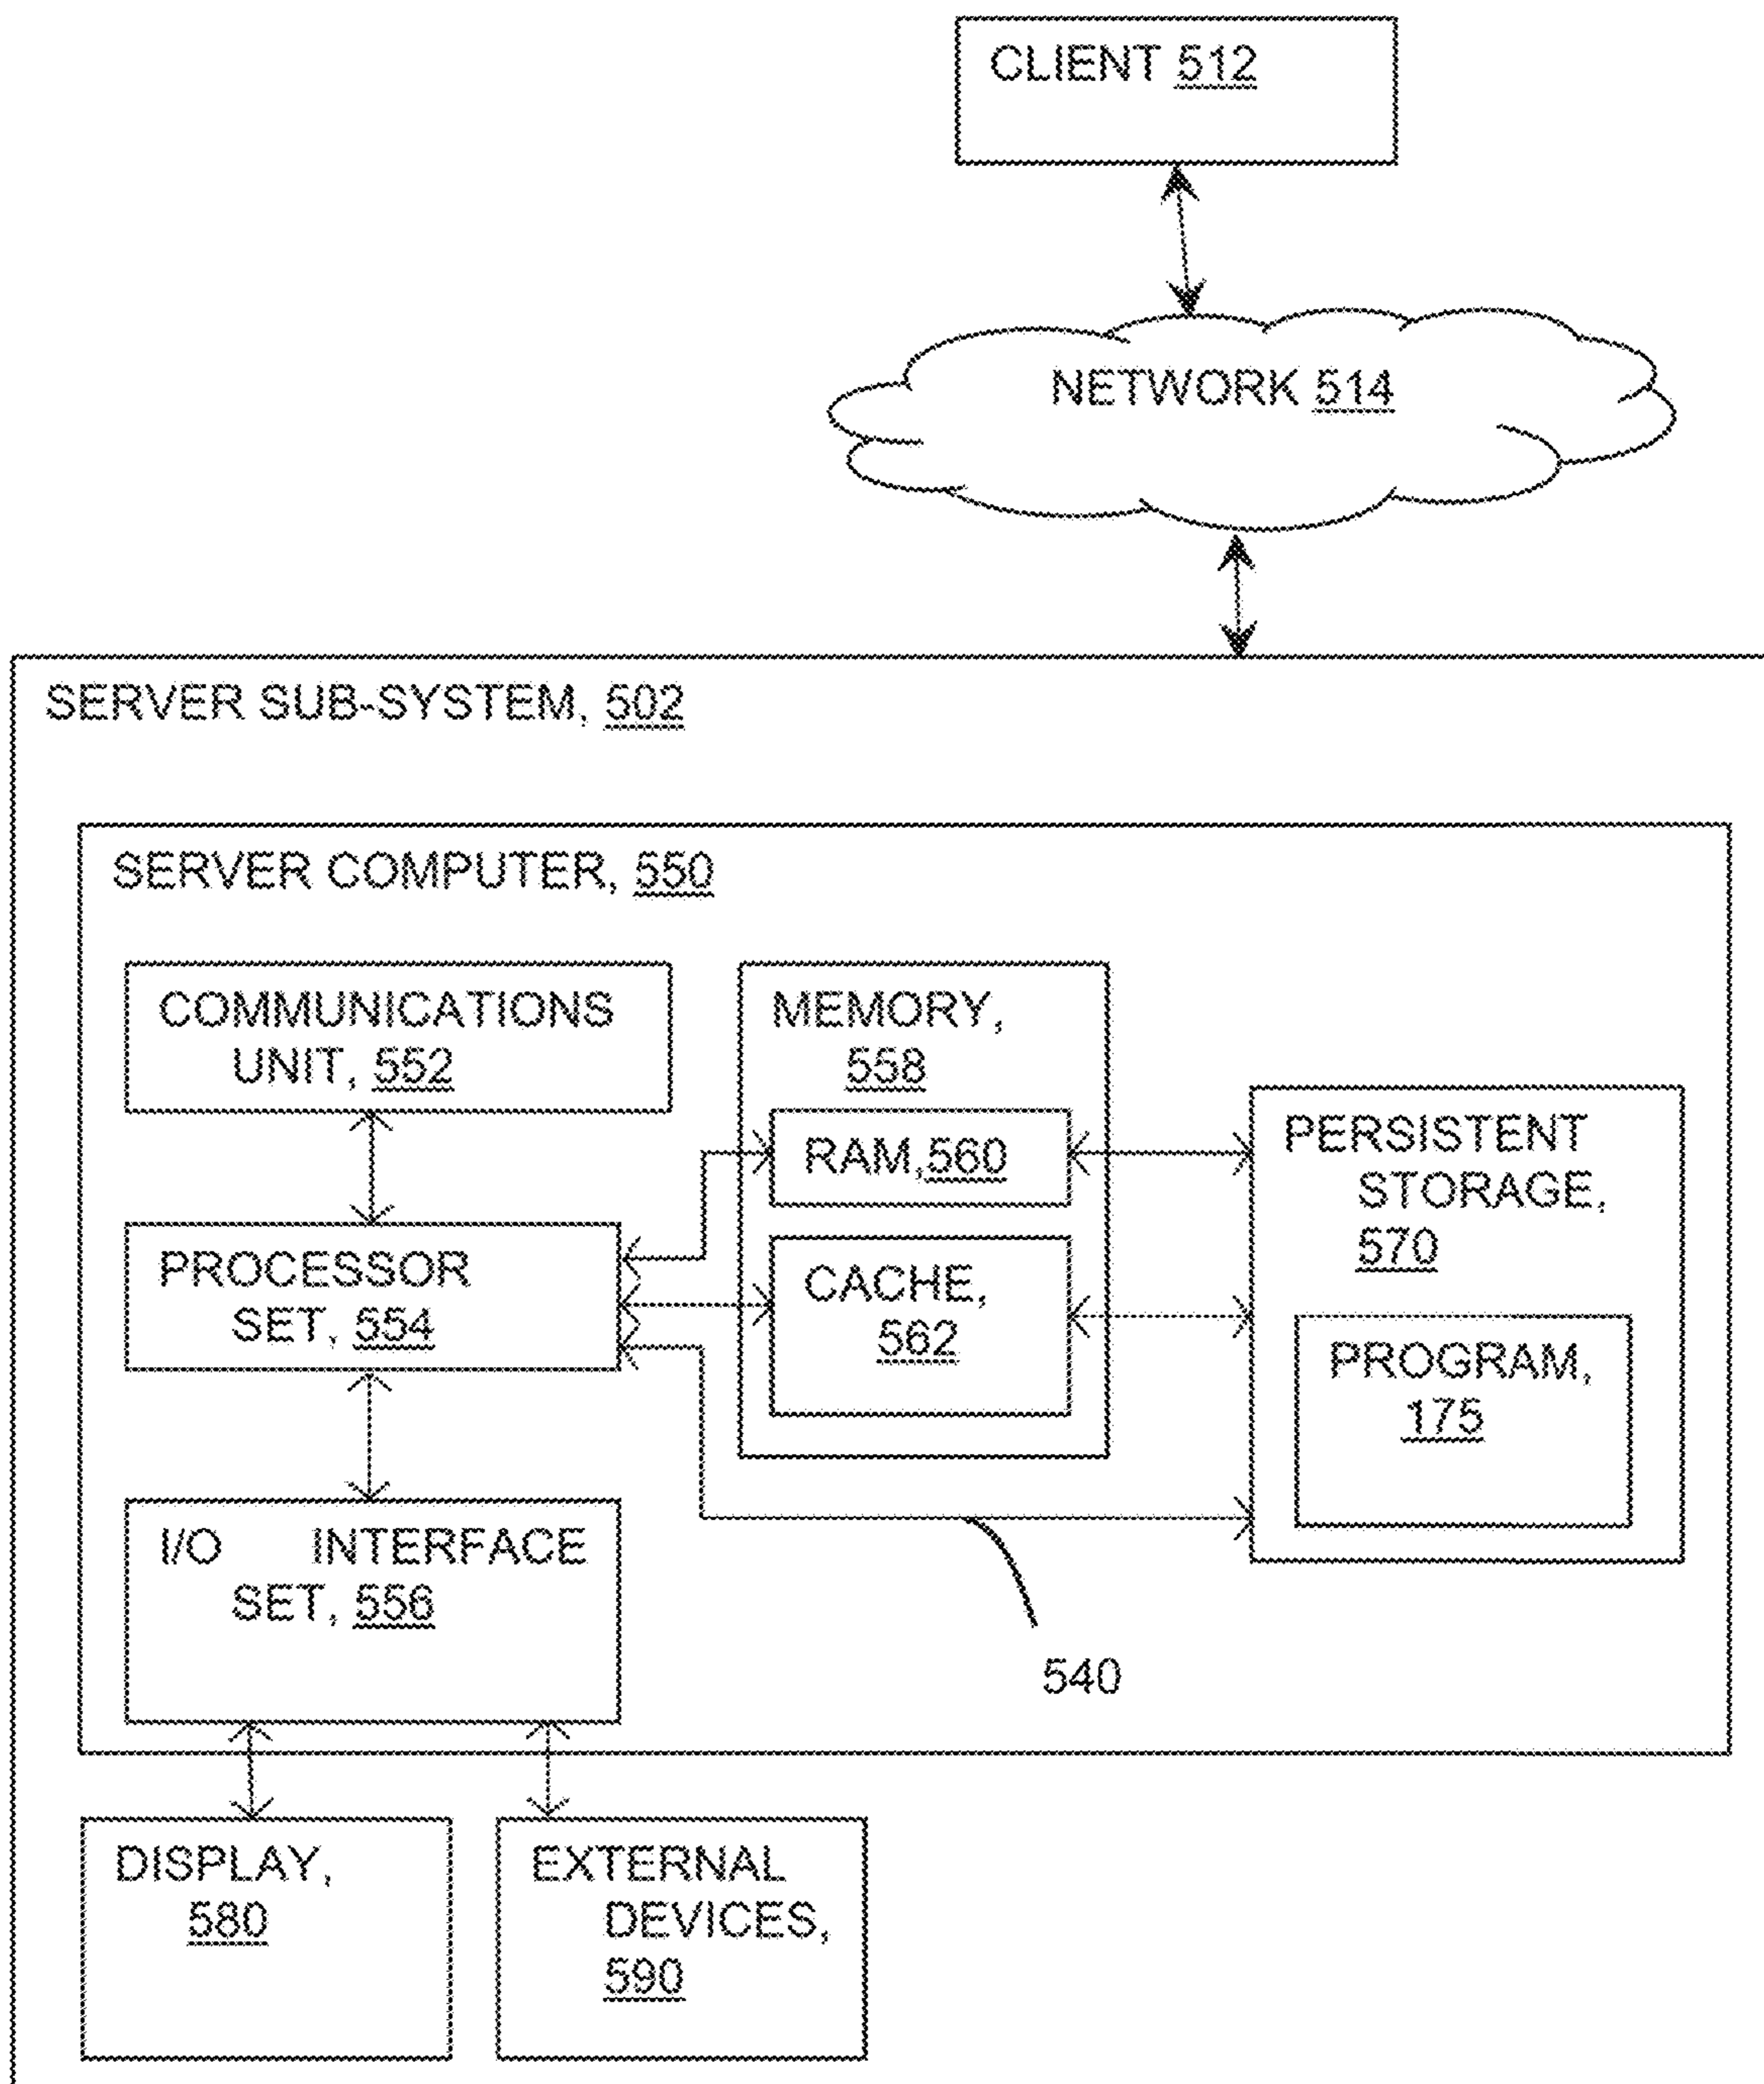 CLIENT 512
NETWORK 514
SERVER SUB-SYSTEM, 502
SERVER COMPUTER, 550
COMMUNICATIONS
UNIT, 552
MEMORY,
558
RAM,560
CACHE,
562
PERSISTENT
STORAGE,
570
PROGRAM,
175
PROCESSOR
SET, 554
I/O INTERFACE
SET, 556
540
DISPLAY,
580
EXTERNAL
DEVICES,
590